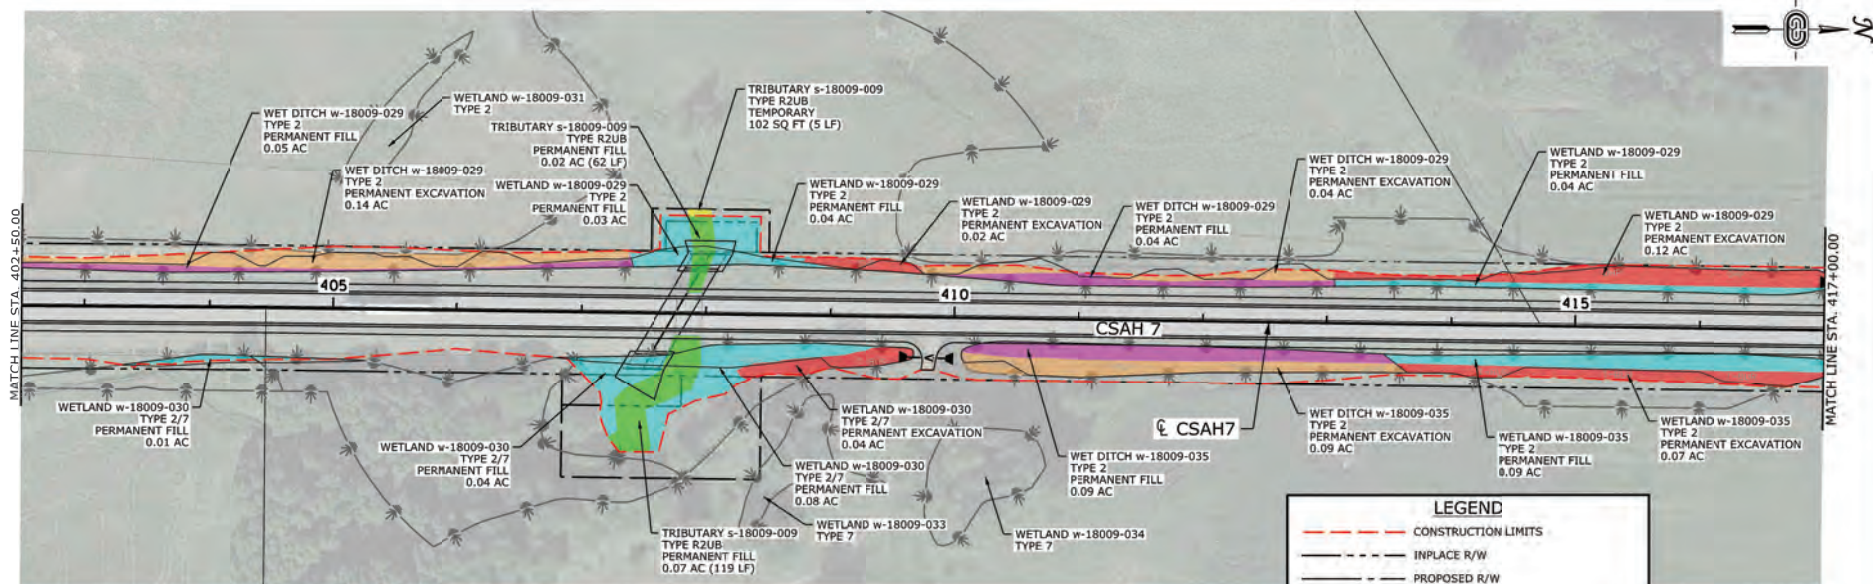 N
WET DITCH w-18009-029
TYPE 2
PERMANENT FILL
0.05 AC
WETLAND w-18009-031
TYPE 2
TRIBUTARY s-18009-009
TYPE R2UB
PERMANENT FILL
0.02 AC (62 LF)
TRIBUTARY s-18009-009
TYPE R2UB
TEMPORARY
102 SQ FT (5 LF)
WET DITCH w-18009-029
TYPE 2
PERMANENT EXCAVATION
0.14 AC
WETLAND w-18009-029
TYPE 2
PERMANENT FILL
0.03 AC
WETLAND w-18009-029
TYPE 2
PERMANENT FILL
0.04 AC
WETLAND w-18009-029
TYPE 2
PERMANENT EXCAVATION
0.02 AC
WET DITCH w-18009-029
TYPE 2
PERMANENT FILL
0.04 AC
WET DITCH w-18009-029
TYPE 2
PERMANENT EXCAVATION
0.04 AC
WETLAND w-18009-029
TYPE 2
PERMANENT FILL
0.04 AC
WETLAND w-18009-029
TYPE 2
PERMANENT EXCAVATION
0.12 AC
MATCH LINE STA. 402+50.00
405
410
415
CSAH 7
MATCH LINE STA. 417+00.00
WETLAND w-18009-030
TYPE 2/7
PERMANENT FILL
0.01 AC
WETLAND w-18009-030
TYPE 2/7
PERMANENT FILL
0.04 AC
TRIBUTARY s-18009-009
TYPE R2UB
PERMANENT FILL
0.07 AC (119 LF)
WETLAND w-18009-030
TYPE 2/7
PERMANENT EXCAVATION
0.04 AC
WETLAND w-18009-030
TYPE 2/7
PERMANENT FILL
0.08 AC
WETLAND w-18009-033
TYPE 7
WETLAND w-18009-034
TYPE 7
WET DITCH w-18009-035
TYPE 2
PERMANENT FILL
0.09 AC
℄ CSAH7
WET DITCH w-18009-035
TYPE 2
PERMANENT EXCAVATION
0.09 AC
WETLAND w-18009-035
TYPE 2
PERMANENT FILL
0.09 AC
WETLAND w-18009-035
TYPE 2
PERMANENT EXCAVATION
0.07 AC
LEGEND
CONSTRUCTION LIMITS
INPLACE R/W
PROPOSED R/W